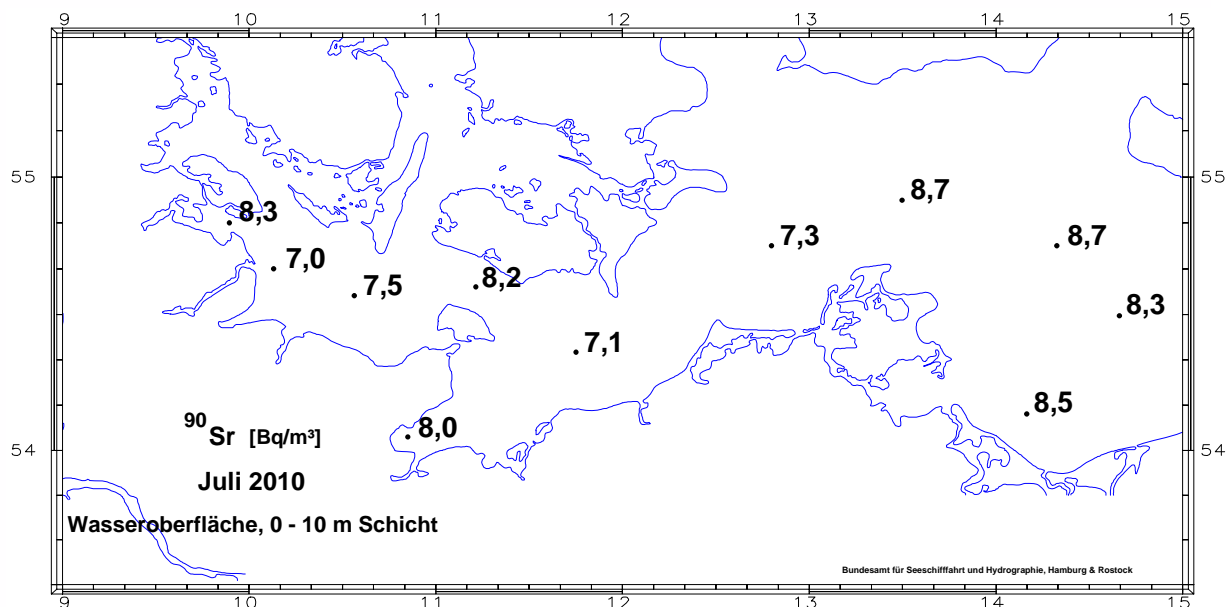 9 10 11 12 13 14 15
55 55
8,7
8,3
7,3
8,7
7,0
8,2
7,5
8,3
7,1
8,5
⁹⁰Sr [Bq/m³]
8,0
54 54
Juli 2010
Wasseroberfläche, 0 - 10 m Schicht
Bundesamt für Seeschifffahrt und Hydrographie, Hamburg & Rostock
9 10 11 12 13 14 15